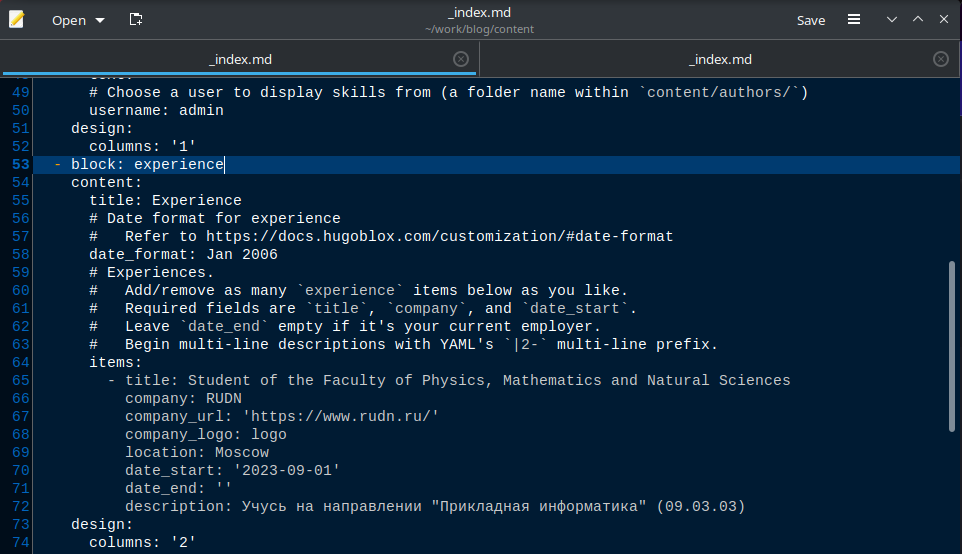 Open
_index.md
~/work/blog/content
Save
_index.md
_index.md
49 # Choose a user to display skills from (a folder name within `content/authors/`)
50 username: admin
51 design:
52 columns: '1'
53 - block: experience
54 content:
55 title: Experience
56 # Date format for experience
57 #   Refer to https://docs.hugoblox.com/customization/#date-format
58 date_format: Jan 2006
59 # Experiences.
60 #   Add/remove as many `experience` items below as you like.
61 #   Required fields are `title`, `company`, and `date_start`.
62 #   Leave `date_end` empty if it's your current employer.
63 #   Begin multi-line descriptions with YAML's `|2-` multi-line prefix.
64 items:
65 - title: Student of the Faculty of Physics, Mathematics and Natural Sciences
66 company: RUDN
67 company_url: 'https://www.rudn.ru/'
68 company_logo: logo
69 location: Moscow
70 date_start: '2023-09-01'
71 date_end: ''
72 description: Учусь на направлении "Прикладная информатика" (09.03.03)
73 design:
74 columns: '2'